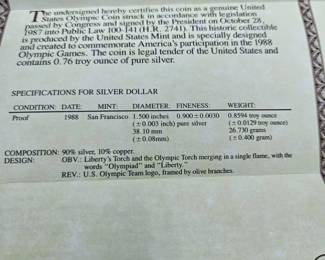 The undersigned hereby certifies this coin as a genuine United
States Olympic Coin struck in accordance with legislation
passed by Congress and signed by the President on October 28,
1987 into Public Law 100-141 (H.R. 2741). This historic collectible
is produced by the United States Mint and is specially designed
and created to commemorate America's participation in the 1988
Olympic Games. The coin is legal tender of the United States and
contains 0.76 troy ounce of pure silver.
SPECIFICATIONS FOR SILVER DOLLAR
CONDITION: DATE: MINT: DIAMETER: FINENESS: WEIGHT:
Proof 1988 San Francisco 1.500 inches 0.900 ± 0.0030 0.8594 troy ounce
(± 0.003 inch) pure silver (± 0.0129 troy ounce)
38.10 mm 26.730 grams
(± 0.08mm) (± 0.400 gram)
COMPOSITION: 90% silver, 10% copper.
DESIGN: OBV.: Liberty's Torch and the Olympic Torch merging in a single flame, with the
words "Olympiad" and "Liberty."
REV.: U.S. Olympic Team logo, framed by olive branches.